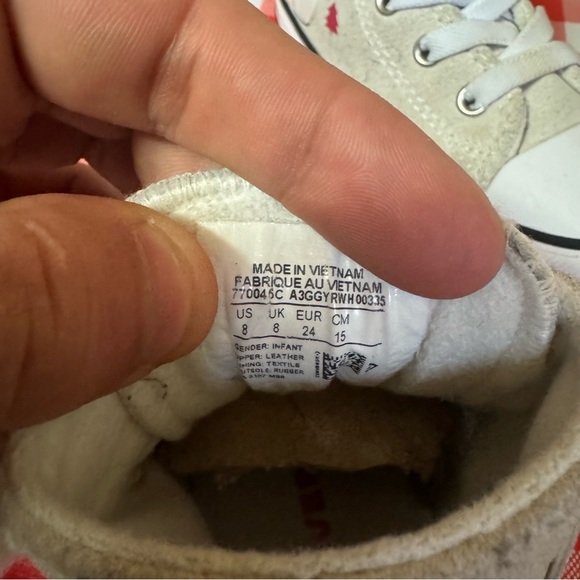 MADE IN VIETNAM
FABRIQUE AU VIETNAM
770046C A3GGYRWH00335
US UK EUR CM
8 8 24 15
GENDER: INFANT
UPPER: LEATHER
LINING: TEXTILE
OUTSOLE: RUBBER